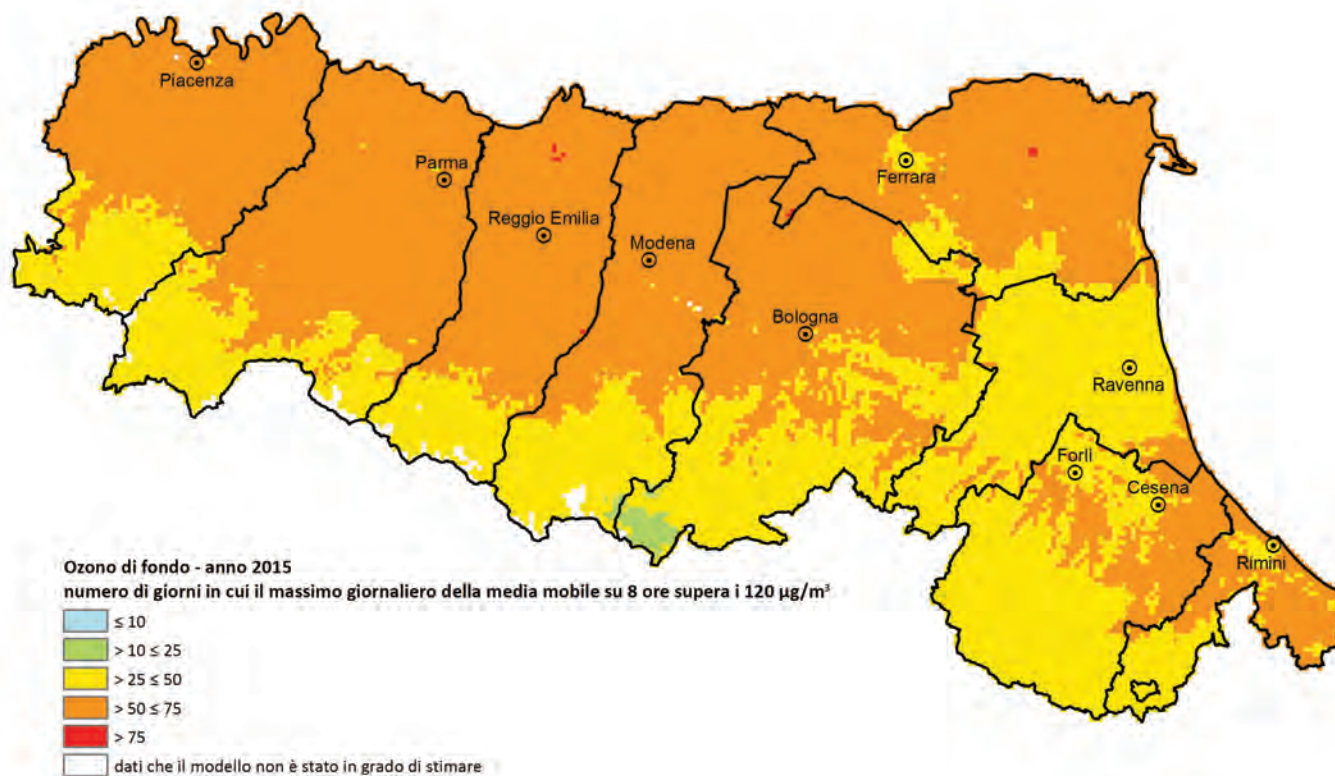 Piacenza
Parma
Ferrara
Reggio Emilia
Modena
Bologna
Ravenna
Forlì
Cesena
Rimini
Ozono di fondo - anno 2015
numero di giorni in cui il massimo giornaliero della media mobile su 8 ore supera i 120 µg/m³
≤ 10
> 10 ≤ 25
> 25 ≤ 50
> 50 ≤ 75
> 75
dati che il modello non è stato in grado di stimare